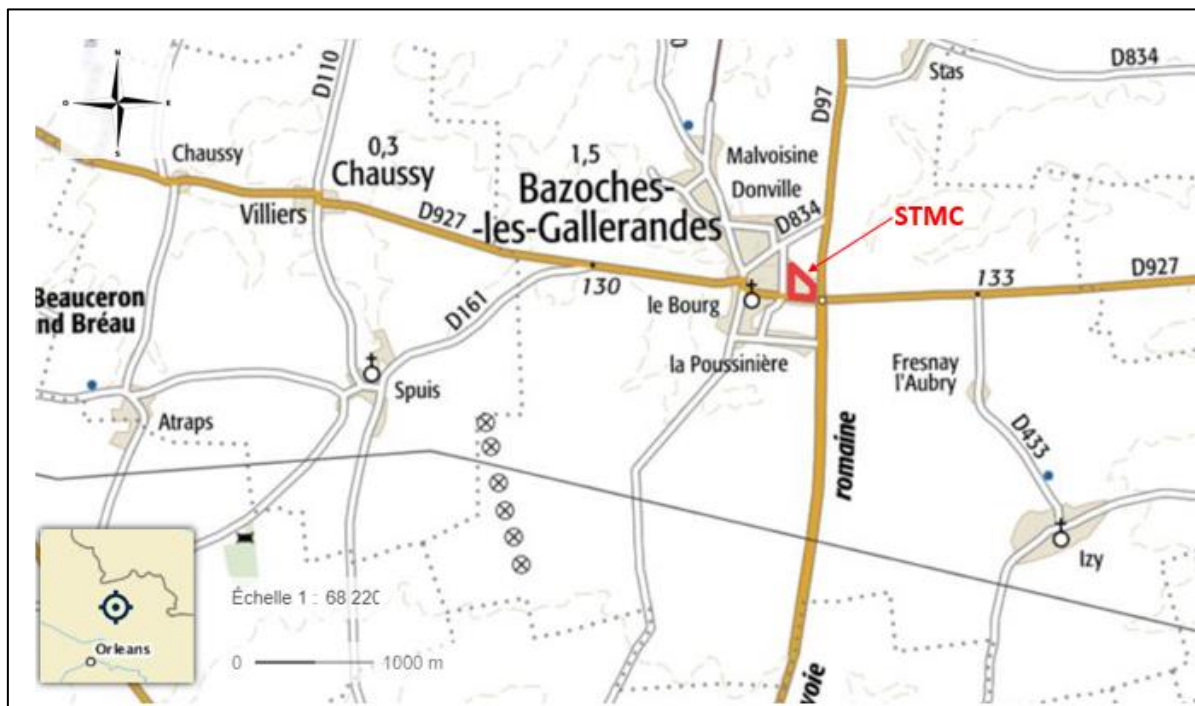 N
O
E
S
D110
D97
Stas
D834
Chaussy
0,3
Chaussy
1,5
Bazoches-
-les-Gallerandes
Malvoisine
Donville
D834
STMC
Villiers
D927
130
133
D927
Beauceron
nd Bréau
D161
le Bourg
la Poussinière
Fresnay
l'Aubry
Spuis
Atraps
D433
romaine
Izy
Orleans
Échelle 1 : 68 220
0
1000 m
voie